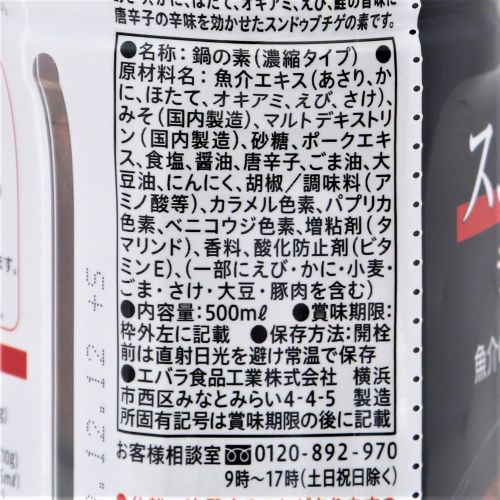 オキアミ、えび、鮭の旨味に
唐辛子の辛味を効かせたスンドゥブチゲの素です。
●名称:鍋の素(濃縮タイプ)●
原材料名:魚介エキス(あさり、か
に、ほたて、オキアミ、えび、さけ)、
みそ(国内製造)、マルトデキストリ
ン(国内製造)、砂糖、ポークエキ
ス、食塩、醤油、唐辛子、ごま油、大
豆油、にんにく、胡椒/調味料(ア
ミノ酸等)、カラメル色素、パプリカ
色素、ベニコウジ色素、増粘剤(タ
マリンド)、香料、酸化防止剤(ビタ
ミンE)、(一部にえび・かに・小麦・
ごま・さけ・大豆・豚肉を含む)
●内容量:500mℓ ●賞味期限:
枠外左に記載 ●保存方法:開栓
前は直射日光を避け常温で保存
●エバラ食品工業株式会社 横浜
市西区みなとみらい4-4-5 製造
所固有記号は賞味期限の後に記載
お客様相談室 0120-892-970
9時〜17時(土日祝日除く)
ス
魚介